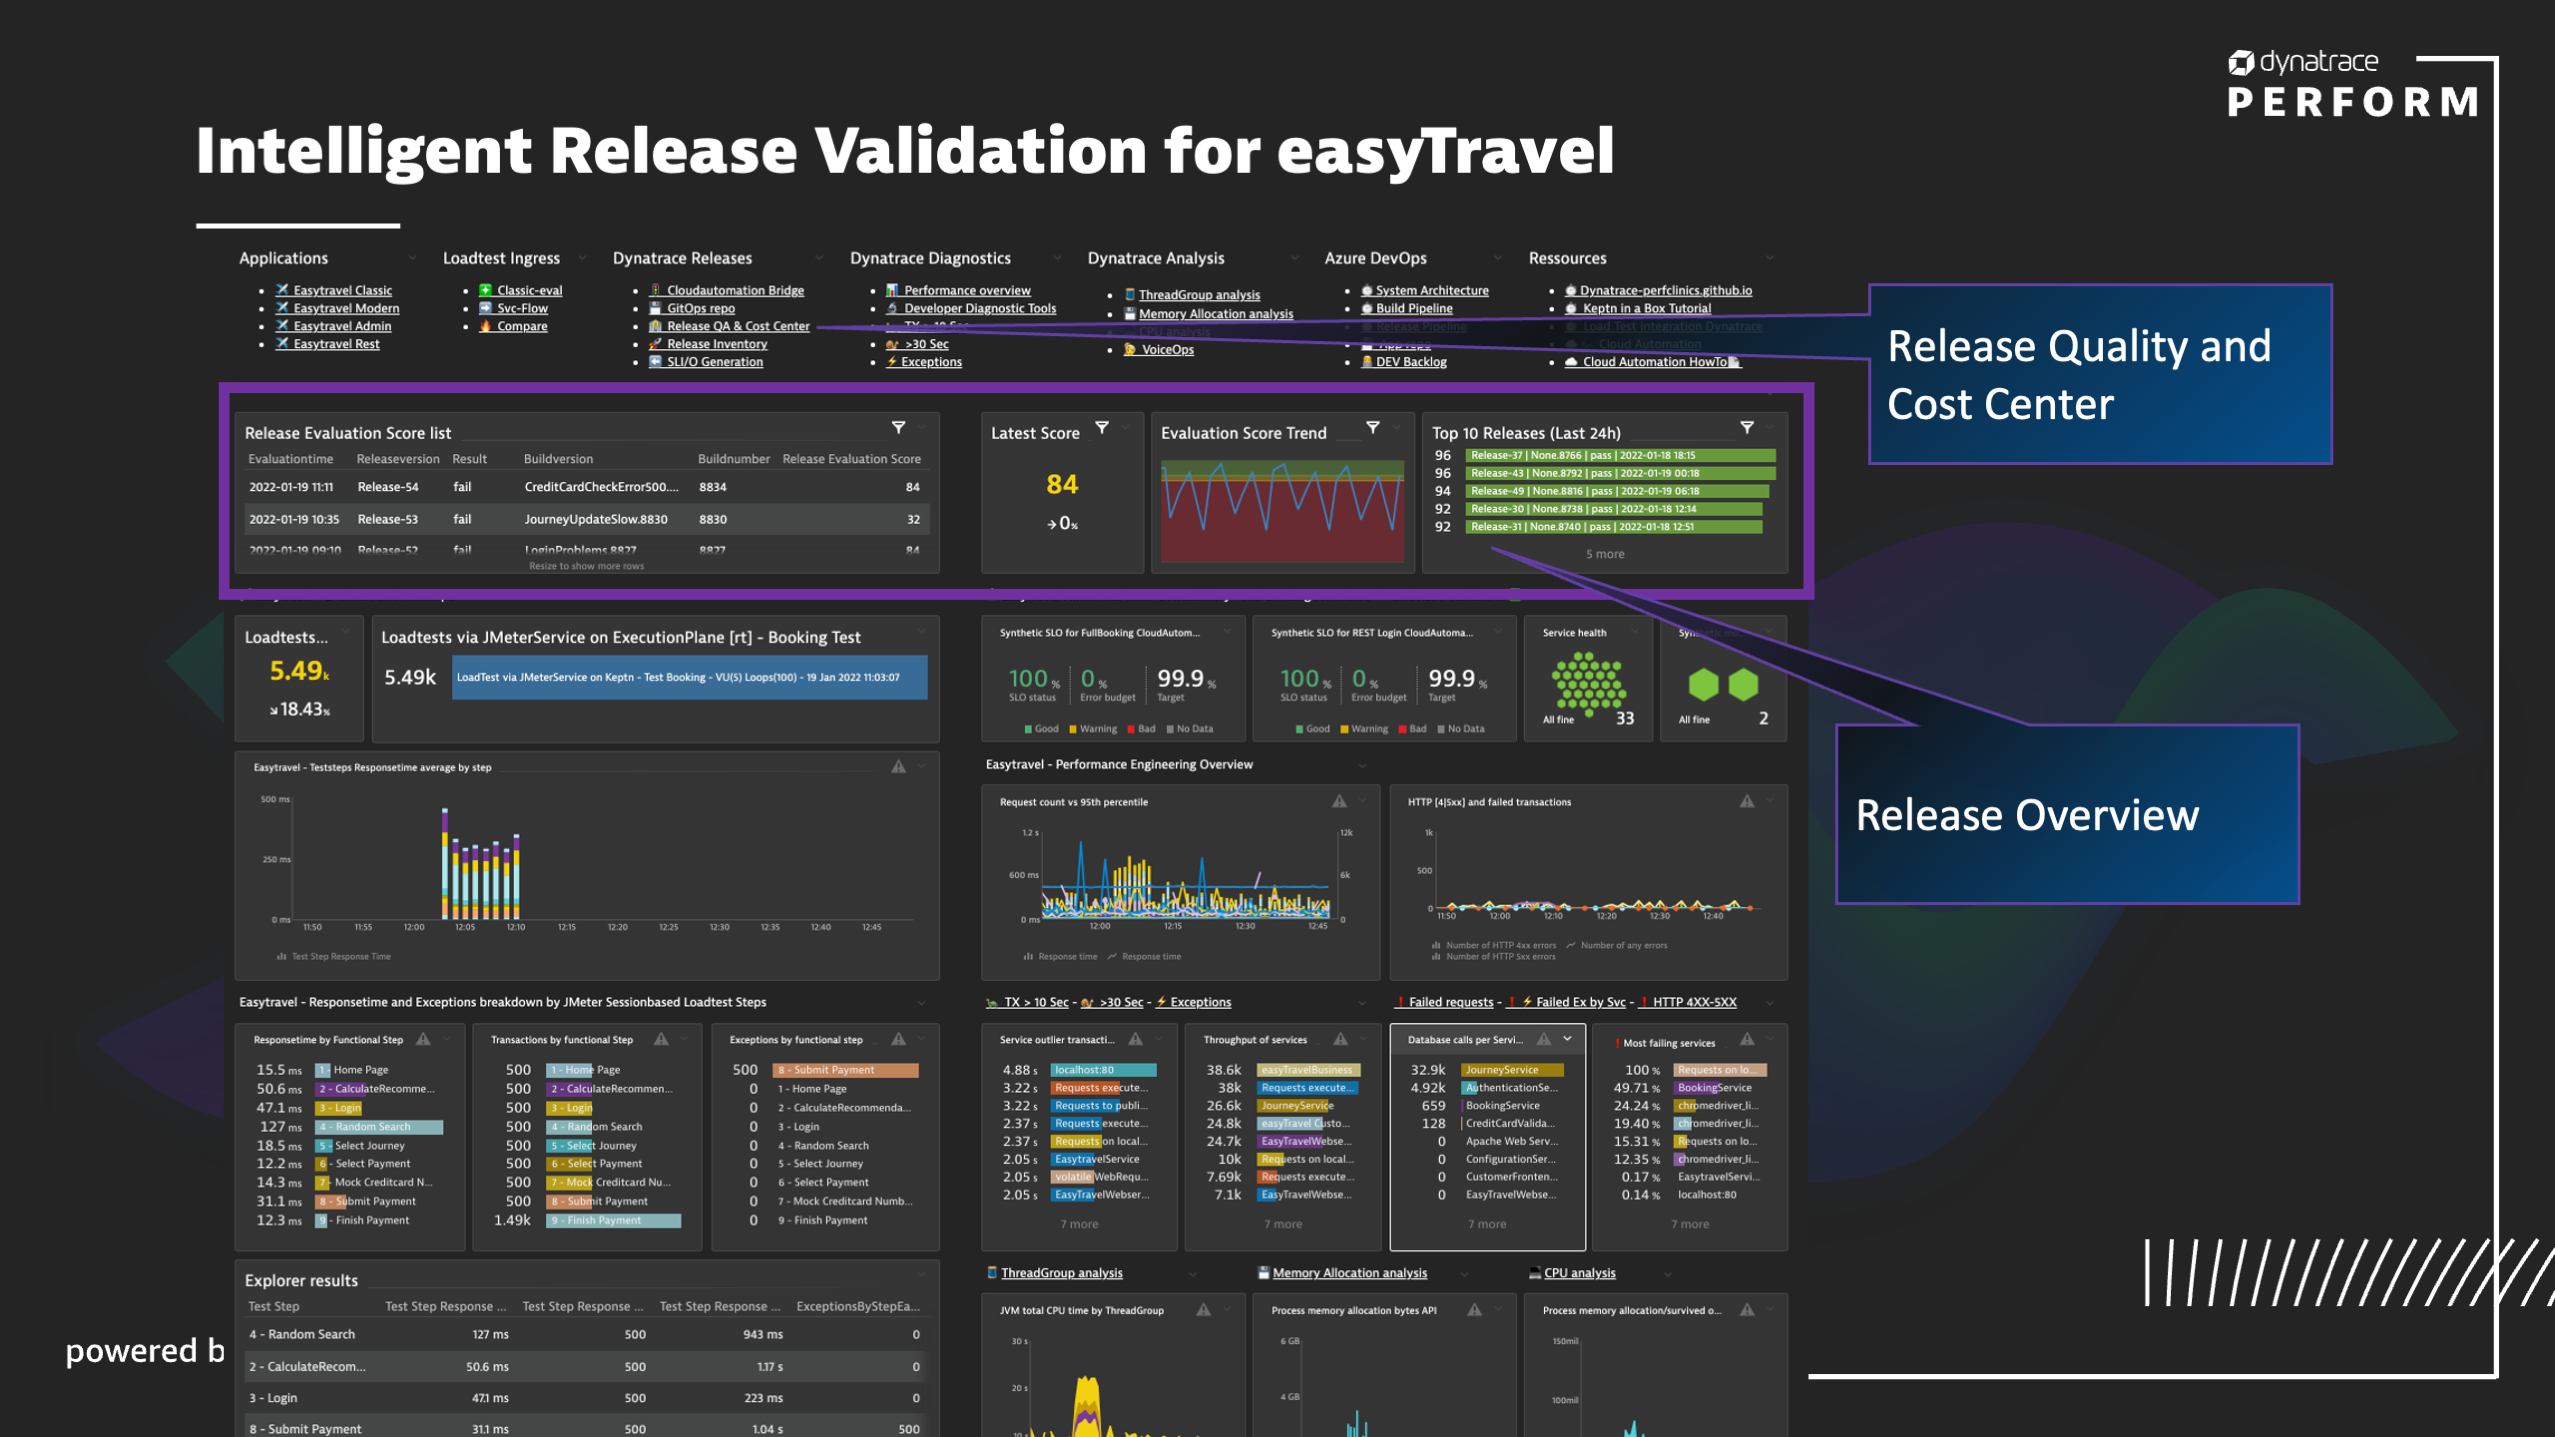 dynatrace
PERFORM
Intelligent Release Validation for easyTravel
Applications
Easytravel Classic
Easytravel Modern
Easytravel Admin
Easytravel Rest
Loadtest Ingress
Classic-eval
Svc-Flow
Compare
Dynatrace Releases
Cloudautomation Bridge
GitOps repo
Release QA & Cost Center
Release Inventory
SLI/O Generation
Dynatrace Diagnostics
Performance overview
Developer Diagnostic Tools
TX > 10 Sec
>30 Sec
Exceptions
Dynatrace Analysis
ThreadGroup analysis
Memory Allocation analysis
CPU analysis
VoiceOps
Azure DevOps
System Architecture
Build Pipeline
Release Pipeline
DEV Backlog
Ressources
Dynatrace-perfclinics.github.io
Keptn in a Box Tutorial
Load Test Integration Dynatrace
Cloud Automation
Cloud Automation HowTo
Release Quality and
Cost Center
Release Evaluation Score list
Evaluationtime Releaseversion Result Buildversion Buildnumber Release Evaluation Score
2022-01-19 11:11 Release-54 fail CreditCardCheckError500.... 8834 84
2022-01-19 10:35 Release-53 fail JourneyUpdateSlow.8830 8830 32
2022-01-19 09:10 Release-52 fail LoginProblems.8827 8827 84
Resize to show more rows
Latest Score
84
0%
Evaluation Score Trend
Top 10 Releases (Last 24h)
96 Release-37 | None.8766 | pass | 2022-01-18 18:15
96 Release-43 | None.8792 | pass | 2022-01-19 00:18
94 Release-49 | None.8816 | pass | 2022-01-19 06:18
92 Release-30 | None.8738 | pass | 2022-01-18 12:14
92 Release-31 | None.8740 | pass | 2022-01-18 12:51
5 more
Loadtests...
5.49k
18.43%
Loadtests via JMeterService on ExecutionPlane [rt] - Booking Test
5.49k LoadTest via JMeterService on Keptn - Test Booking - VU(5) Loops(100) - 19 Jan 2022 11:03:07
Synthetic SLO for FullBooking CloudAutom...
100 % 0 % 99.9 %
SLO status Error budget Target
Good Warning Bad No Data
Synthetic SLO for REST Login CloudAutoma...
100 % 0 % 99.9 %
SLO status Error budget Target
Good Warning Bad No Data
Service health
All fine 33
All fine 2
Release Overview
Easytravel - Teststeps Responsetime average by step
500 ms
250 ms
0 ms
11:50 11:55 12:00 12:05 12:10 12:15 12:20 12:25 12:30 12:35 12:40 12:45
Test Step Response Time
Easytravel - Performance Engineering Overview
Request count vs 95th percentile
1.2 s 12k
600 ms 6k
0 ms 0
12:00 12:15 12:30 12:45
Response time Response time
HTTP [4|5xx] and failed transactions
1k
500
0
11:50 12:00 12:10 12:20 12:30 12:40
Number of HTTP 4xx errors Number of any errors
Number of HTTP 5xx errors
Easytravel - Responsetime and Exceptions breakdown by JMeter Sessionbased Loadtest Steps
Responsetime by Functional Step
15.5 ms 1 - Home Page
50.6 ms 2 - CalculateRecomme...
47.1 ms 3 - Login
127 ms 4 - Random Search
18.5 ms 5 - Select Journey
12.2 ms 6 - Select Payment
14.3 ms 7 - Mock Creditcard N...
31.1 ms 8 - Submit Payment
12.3 ms 9 - Finish Payment
Transactions by functional Step
500 1 - Home Page
500 2 - CalculateRecommen...
500 3 - Login
500 4 - Random Search
500 5 - Select Journey
500 6 - Select Payment
500 7 - Mock Creditcard Nu...
500 8 - Submit Payment
1.49k 9 - Finish Payment
Exceptions by functional step
500 8 - Submit Payment
0 1 - Home Page
0 2 - CalculateRecommenda...
0 3 - Login
0 4 - Random Search
0 5 - Select Journey
0 6 - Select Payment
0 7 - Mock Creditcard Numb...
0 9 - Finish Payment
TX > 10 Sec - >30 Sec - Exceptions
Service outlier transacti...
4.88 s localhost:80
3.22 s Requests execute...
3.22 s Requests to publi...
2.37 s Requests execute...
2.37 s Requests on local...
2.05 s EasytravelService
2.05 s volatile WebRequ...
2.05 s EasyTravelWebser...
7 more
Throughput of services
38.6k easyTravelBusiness
38k Requests execute...
26.6k JourneyService
24.8k easyTravel Custo...
24.7k EasyTravelWebse...
10k Requests on local...
7.69k Requests execute...
7.1k EasyTravelWebse...
7 more
Failed requests - Failed Ex by Svc - HTTP 4XX-5XX
Database calls per Servi...
32.9k JourneyService
4.92k AuthenticationSe...
659 BookingService
128 CreditCardValida...
0 Apache Web Serv...
0 ConfigurationSer...
0 CustomerFronten...
0 EasyTravelWebse...
7 more
Most failing services
100 % Requests on lo...
49.71 % BookingService
24.24 % chromedriver_li...
19.40 % chromedriver_li...
15.31 % Requests on lo...
12.35 % chromedriver_li...
0.17 % EasytravelServi...
0.14 % localhost:80
7 more
Explorer results
Test Step Test Step Response ... Test Step Response ... Test Step Response ... ExceptionsByStepEa...
4 - Random Search 127 ms 500 943 ms 0
2 - CalculateRecom... 50.6 ms 500 1.17 s 0
3 - Login 47.1 ms 500 223 ms 0
8 - Submit Payment 31.1 ms 500 1.04 s 500
ThreadGroup analysis
JVM total CPU time by ThreadGroup
30 s
20 s
Memory Allocation analysis
Process memory allocation bytes API
6 GB
4 GB
CPU analysis
Process memory allocation/survived o...
150mil
100mil
powered b